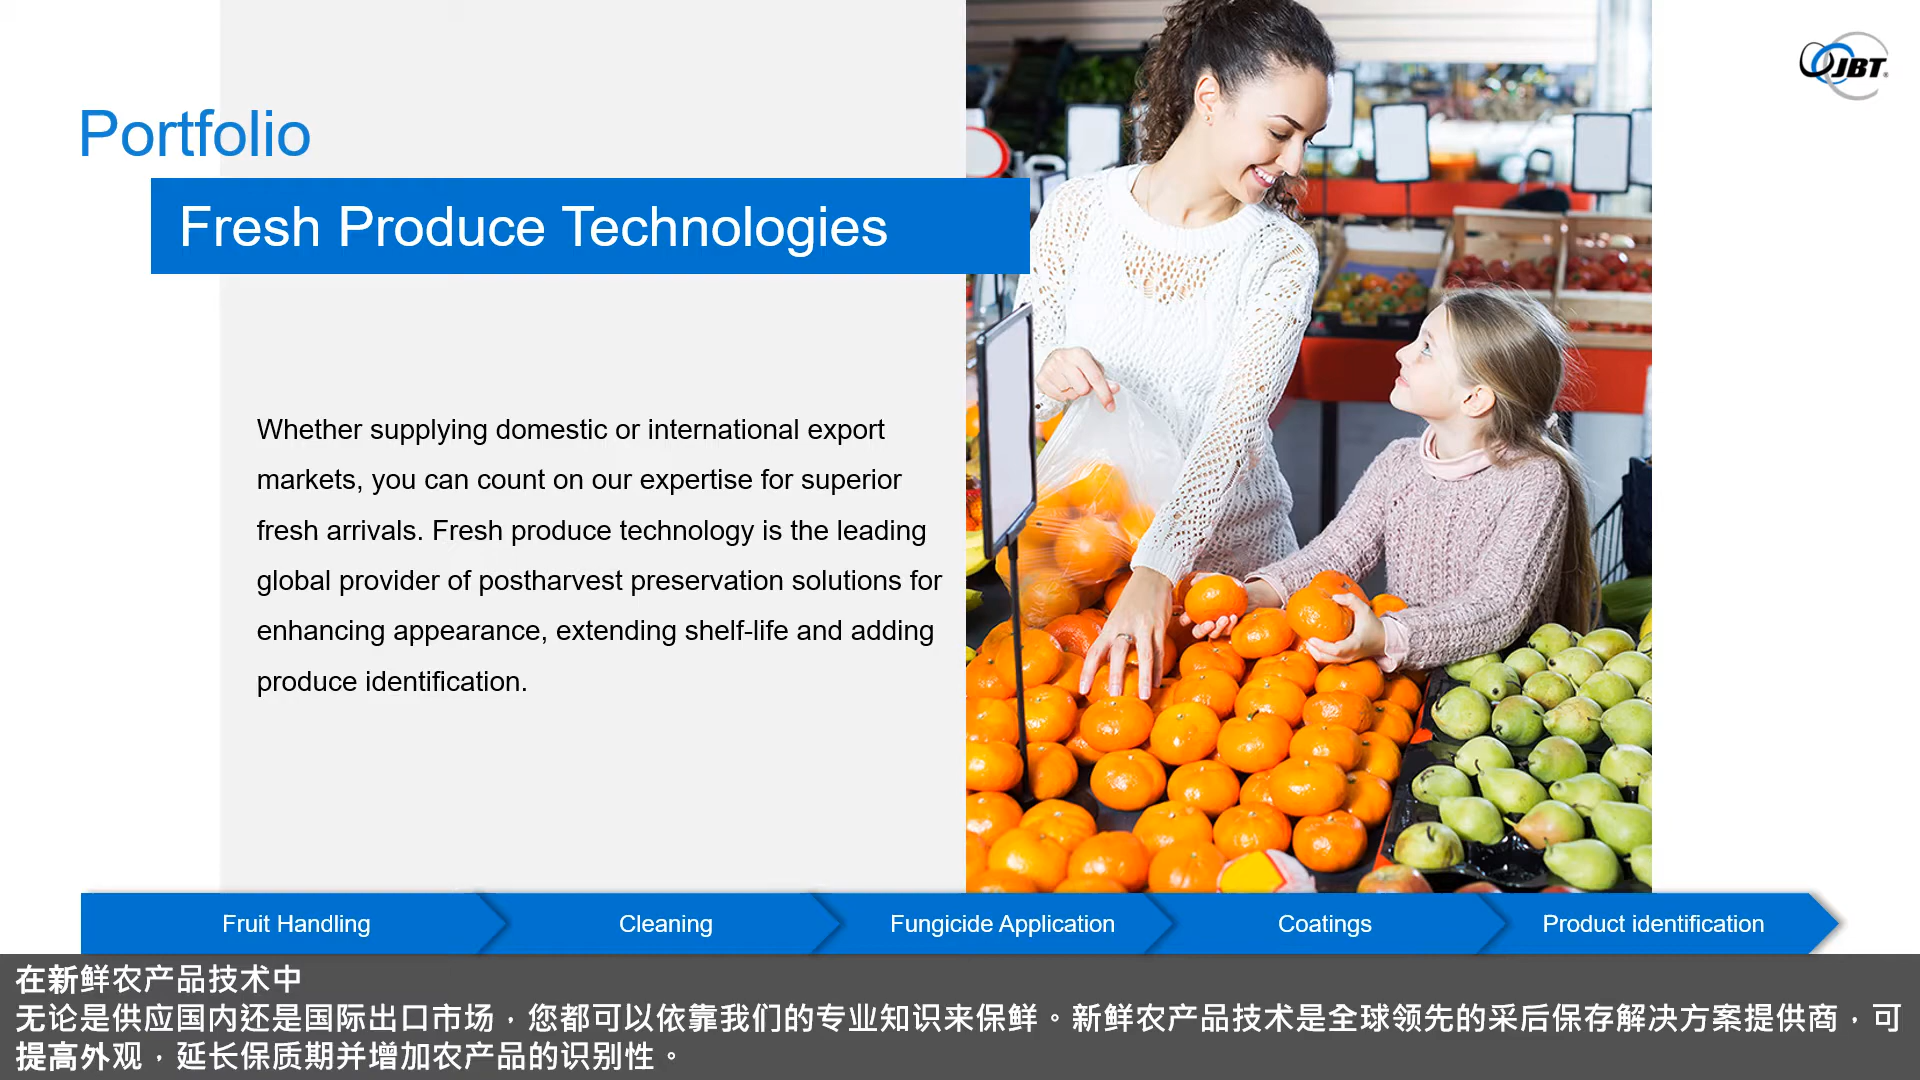 JBT
Portfolio
Fresh Produce Technologies
Whether supplying domestic or international export
markets, you can count on our expertise for superior
fresh arrivals. Fresh produce technology is the leading
global provider of postharvest preservation solutions for
enhancing appearance, extending shelf-life and adding
produce identification.
Fruit Handling
Cleaning
Fungicide Application
Coatings
Product identification
在新鲜农产品技术中
无论是供应国内还是国际出口市场，您都可以依靠我们的专业知识来保鲜。新鲜农产品技术是全球领先的采后保存解决方案提供商，可
提高外观，延长保质期并增加农产品的识别性。